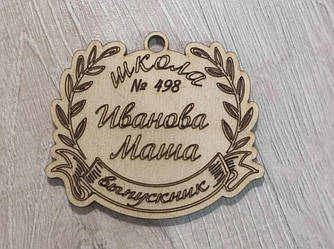 школа
№ 498
Иванова
Маша
выпускник